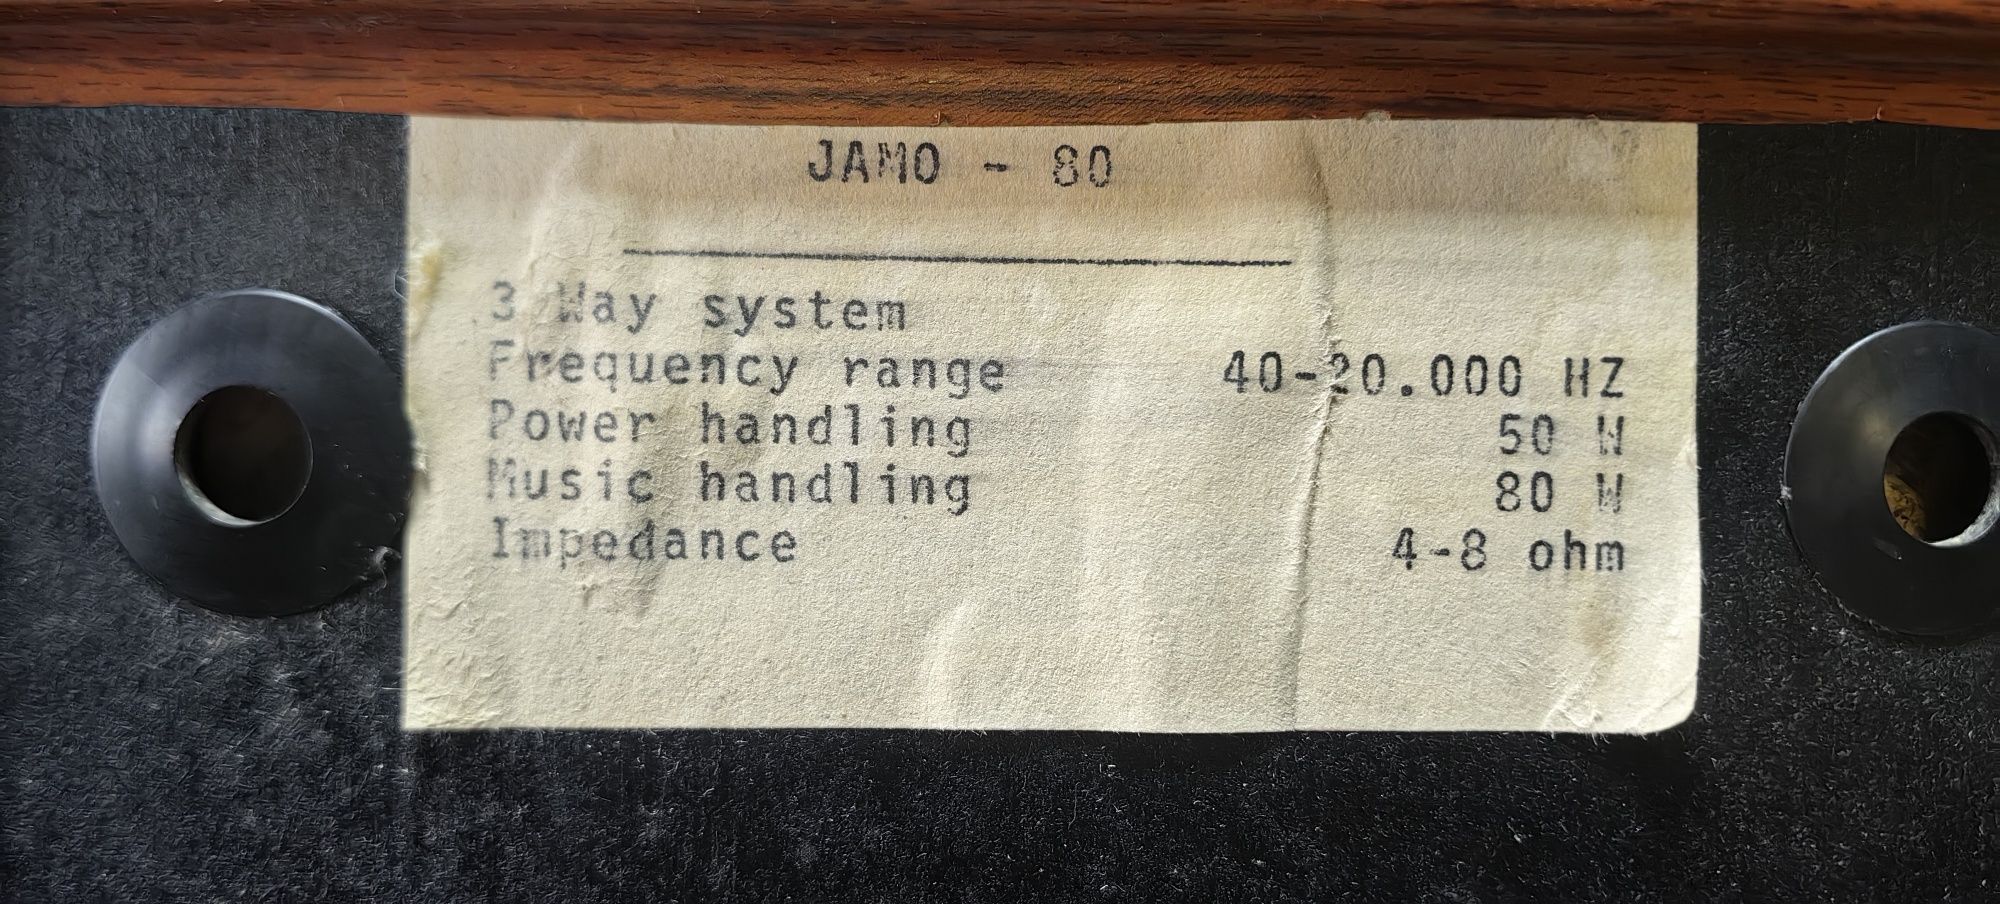 JAMO - 80
3 Way system
Frequency range 40-20.000 HZ
Power handling 50 W
Music handling 80 W
Impedance 4-8 ohm